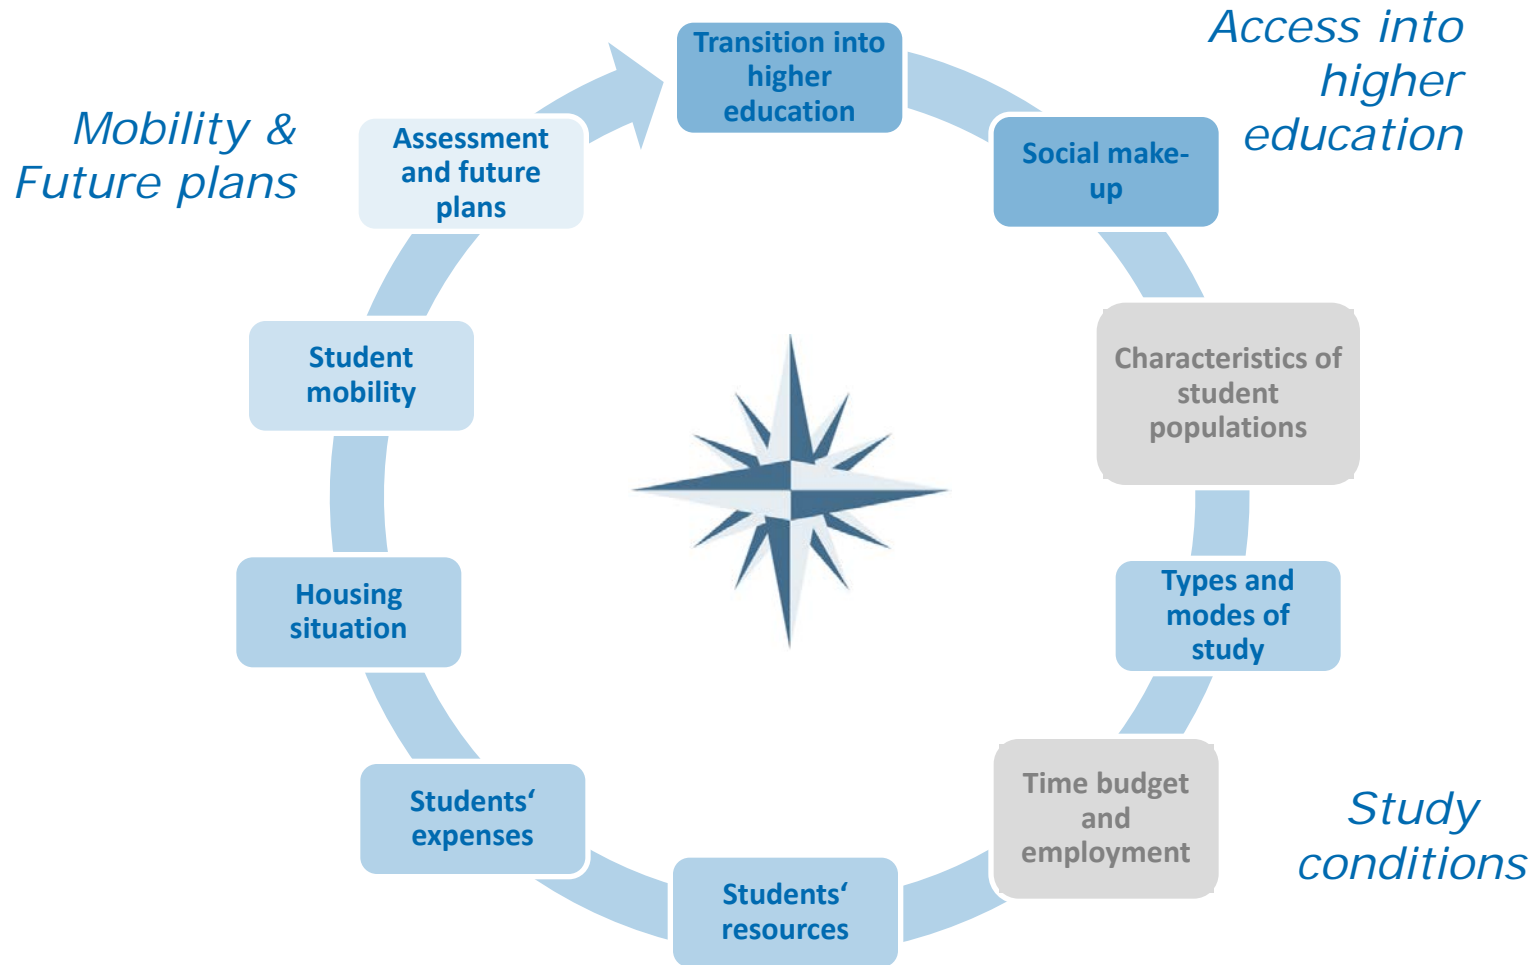 Transition into
higher
education
Access into
higher
education
Mobility &
Future plans
Assessment
and future
plans
Social make-
up
Student
mobility
Characteristics of
student
populations
Housing
situation
Types and
modes of
study
Students‘
expenses
Time budget
and
employment
Study
conditions
Students‘
resources